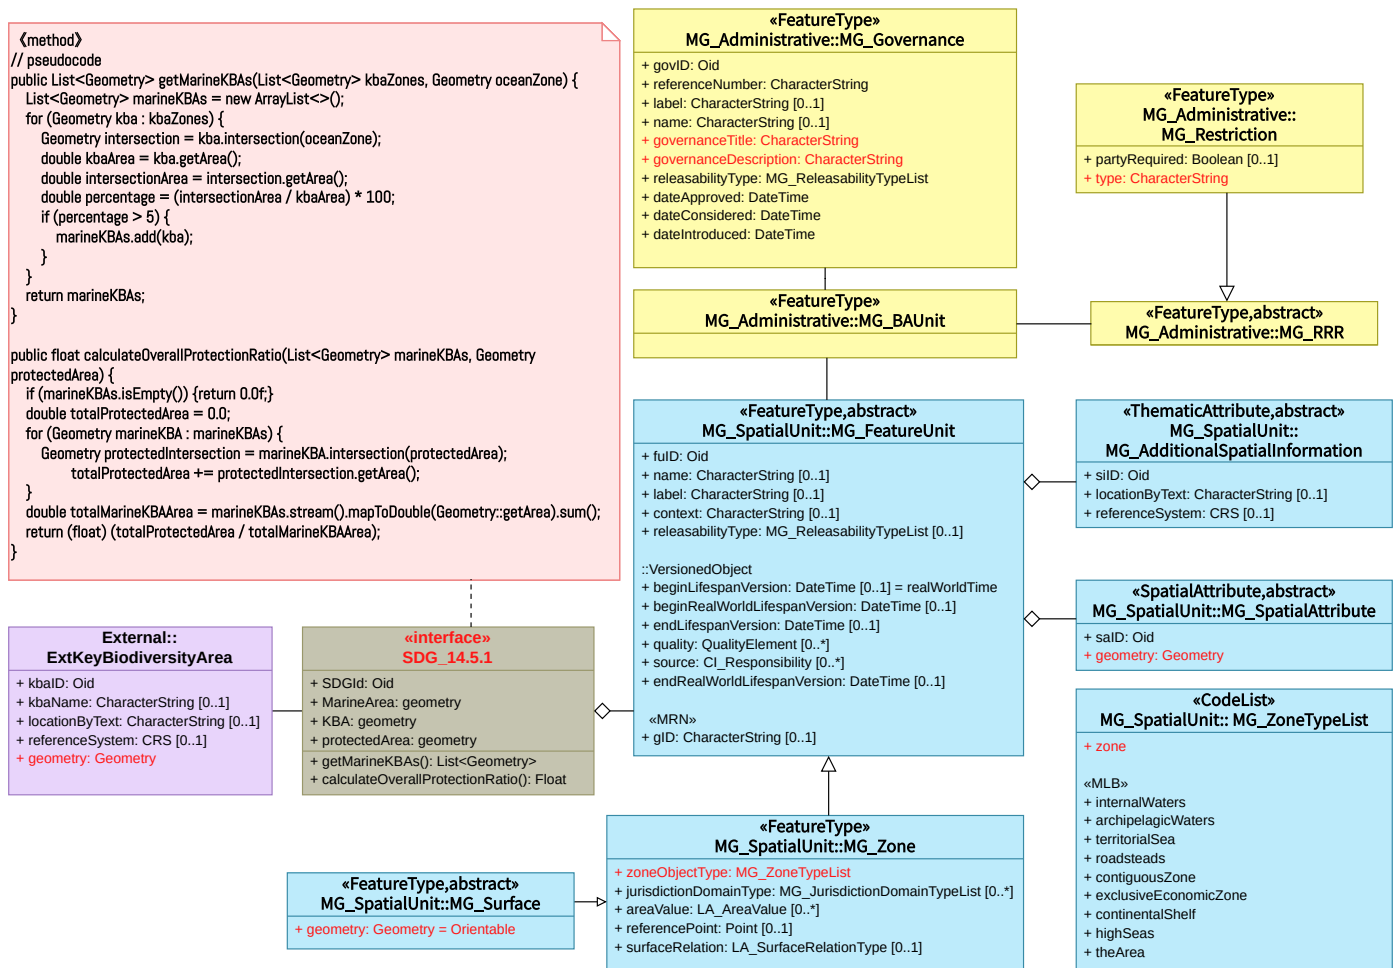 《method》
// pseudocode
public List<Geometry> getMarineKBAs(List<Geometry> kbaZones, Geometry oceanZone) {
List<Geometry> marineKBAs = new ArrayList<>();
for (Geometry kba : kbaZones) {
Geometry intersection = kba.intersection(oceanZone);
double kbaArea = kba.getArea();
double intersectionArea = intersection.getArea();
double percentage = (intersectionArea / kbaArea) * 100;
if (percentage > 5) {
marineKBAs.add(kba);
}
}
return marineKBAs;
}
public float calculateOverallProtectionRatio(List<Geometry> marineKBAs, Geometry
protectedArea) {
if (marineKBAs.isEmpty()) {return 0.0f;}
double totalProtectedArea = 0.0;
for (Geometry marineKBA : marineKBAs) {
Geometry protectedIntersection = marineKBA.intersection(protectedArea);
totalProtectedArea += protectedIntersection.getArea();
}
double totalMarineKBAArea = marineKBAs.stream().mapToDouble(Geometry::getArea).sum();
return (float) (totalProtectedArea / totalMarineKBAArea);
}
«FeatureType»
MG_Administrative::MG_Governance
+ govID: Oid
+ referenceNumber: CharacterString
+ label: CharacterString [0..1]
+ name: CharacterString [0..1]
+ governanceTitle: CharacterString
+ governanceDescription: CharacterString
+ releasabilityType: MG_ReleasabilityTypeList
+ dateApproved: DateTime
+ dateConsidered: DateTime
+ dateIntroduced: DateTime
«FeatureType»
MG_Administrative::
MG_Restriction
+ partyRequired: Boolean [0..1]
+ type: CharacterString
«FeatureType»
MG_Administrative::MG_BAUnit
«FeatureType,abstract»
MG_Administrative::MG_RRR
«FeatureType,abstract»
MG_SpatialUnit::MG_FeatureUnit
+ fuID: Oid
+ name: CharacterString [0..1]
+ label: CharacterString [0..1]
+ context: CharacterString [0..1]
+ releasabilityType: MG_ReleasabilityTypeList [0..1]
::VersionedObject
+ beginLifespanVersion: DateTime [0..1] = realWorldTime
+ beginRealWorldLifespanVersion: DateTime [0..1]
+ endLifespanVersion: DateTime [0..1]
+ quality: QualityElement [0..*]
+ source: CI_Responsibility [0..*]
+ endRealWorldLifespanVersion: DateTime [0..1]
«MRN»
+ gID: CharacterString [0..1]
«ThematicAttribute,abstract»
MG_SpatialUnit::
MG_AdditionalSpatialInformation
+ siID: Oid
+ locationByText: CharacterString [0..1]
+ referenceSystem: CRS [0..1]
«SpatialAttribute,abstract»
MG_SpatialUnit::MG_SpatialAttribute
+ saID: Oid
+ geometry: Geometry
External::
ExtKeyBiodiversityArea
+ kbaID: Oid
+ kbaName: CharacterString [0..1]
+ locationByText: CharacterString [0..1]
+ referenceSystem: CRS [0..1]
+ geometry: Geometry
«interface»
SDG_14.5.1
+ SDGId: Oid
+ MarineArea: geometry
+ KBA: geometry
+ protectedArea: geometry
+ getMarineKBAs(): List<Geometry>
+ calculateOverallProtectionRatio(): Float
«CodeList»
MG_SpatialUnit:: MG_ZoneTypeList
+ zone
«MLB»
+ internalWaters
+ archipelagicWaters
+ territorialSea
+ roadsteads
+ contiguousZone
+ exclusiveEconomicZone
+ continentalShelf
+ highSeas
+ theArea
«FeatureType»
MG_SpatialUnit::MG_Zone
+ zoneObjectType: MG_ZoneTypeList
+ jurisdictionDomainType: MG_JurisdictionDomainTypeList [0..*]
+ areaValue: LA_AreaValue [0..*]
+ referencePoint: Point [0..1]
+ surfaceRelation: LA_SurfaceRelationType [0..1]
«FeatureType,abstract»
MG_SpatialUnit::MG_Surface
+ geometry: Geometry = Orientable